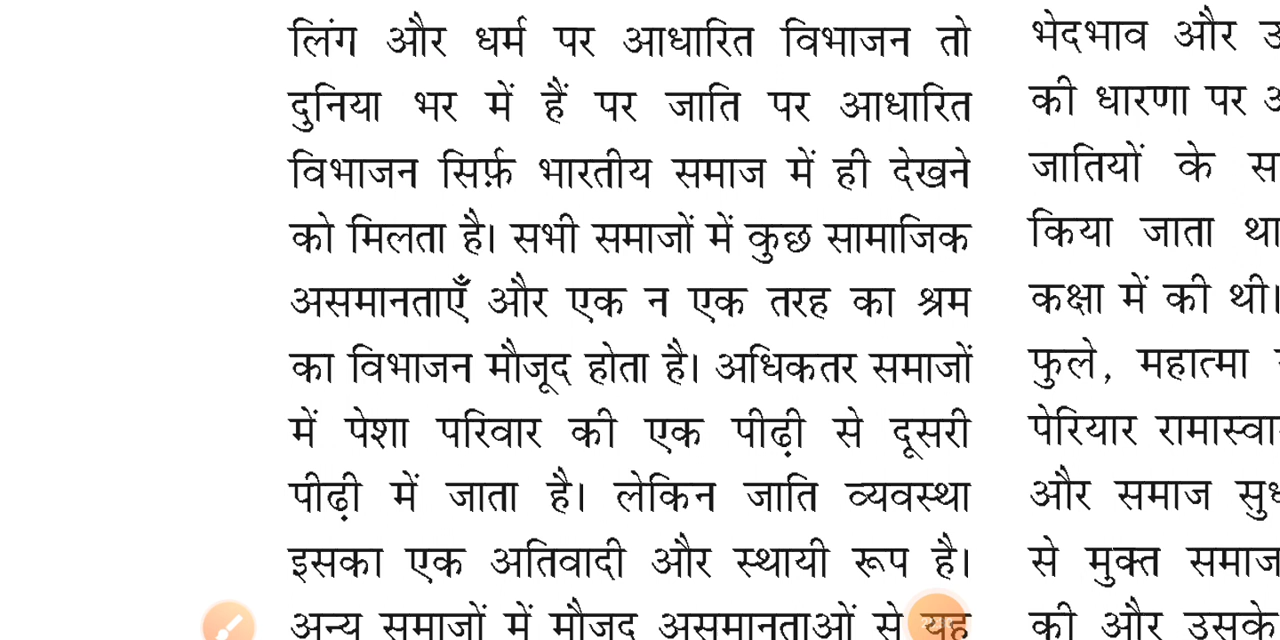 लिंग और धर्म पर आधारित विभाजन तो
दुनिया भर में हैं पर जाति पर आधारित
विभाजन सिर्फ़ भारतीय समाज में ही देखने
को मिलता है। सभी समाजों में कुछ सामाजिक
असमानताएँ और एक न एक तरह का श्रम
का विभाजन मौजूद होता है। अधिकतर समाजों
में पेशा परिवार की एक पीढ़ी से दूसरी
पीढ़ी में जाता है। लेकिन जाति व्यवस्था
इसका एक अतिवादी और स्थायी रूप है।
अन्य समाजों में मौजूद असमानताओं से यह
भेदभाव और
की धारणा पर
जातियों के
किया जाता था
कक्षा में की थी।
फुले, महात्मा
पेरियार
और समाज
से मुक्त समाज
की और उसके